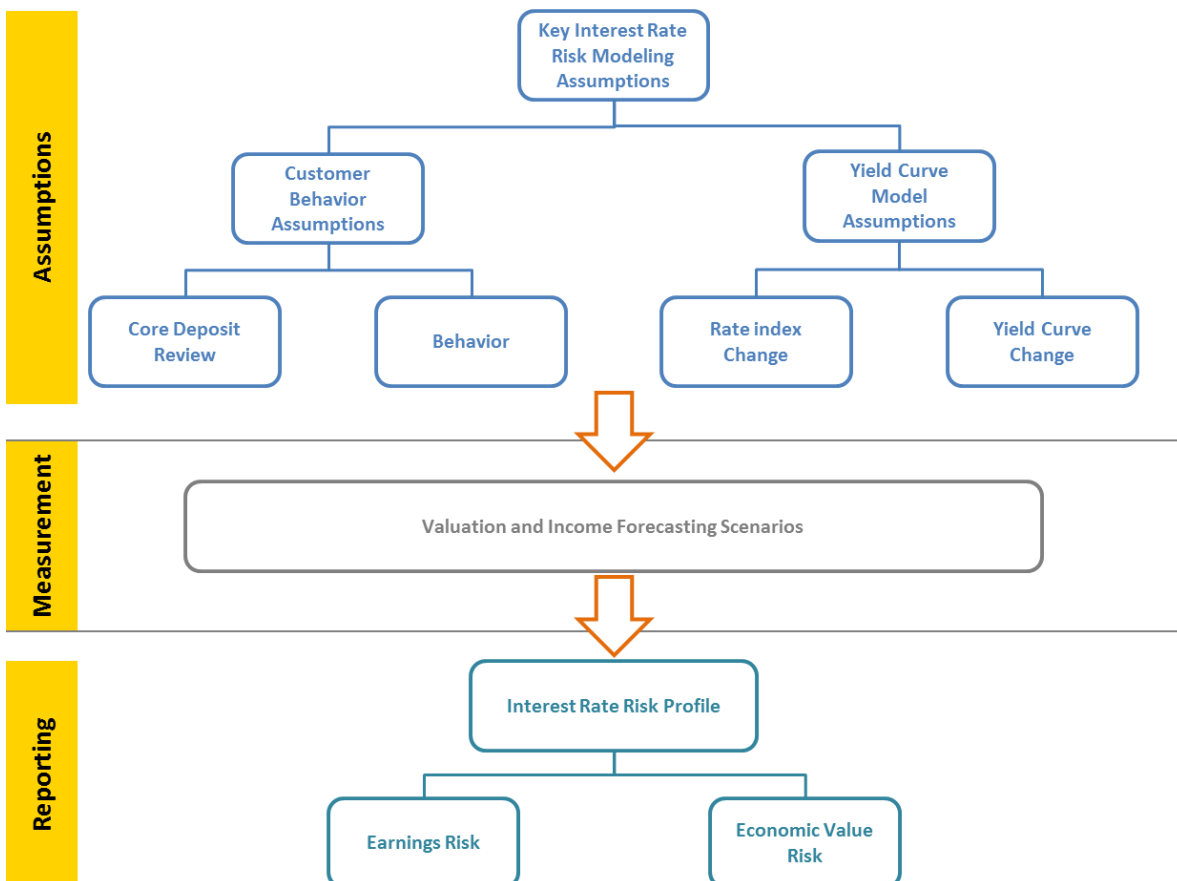 Assumptions
Key Interest Rate
Risk Modeling
Assumptions
Customer
Behavior
Assumptions
Yield Curve
Model
Assumptions
Core Deposit
Review
Behavior
Rate index
Change
Yield Curve
Change
Measurement
Valuation and Income Forecasting Scenarios
Reporting
Interest Rate Risk Profile
Earnings Risk
Economic Value
Risk